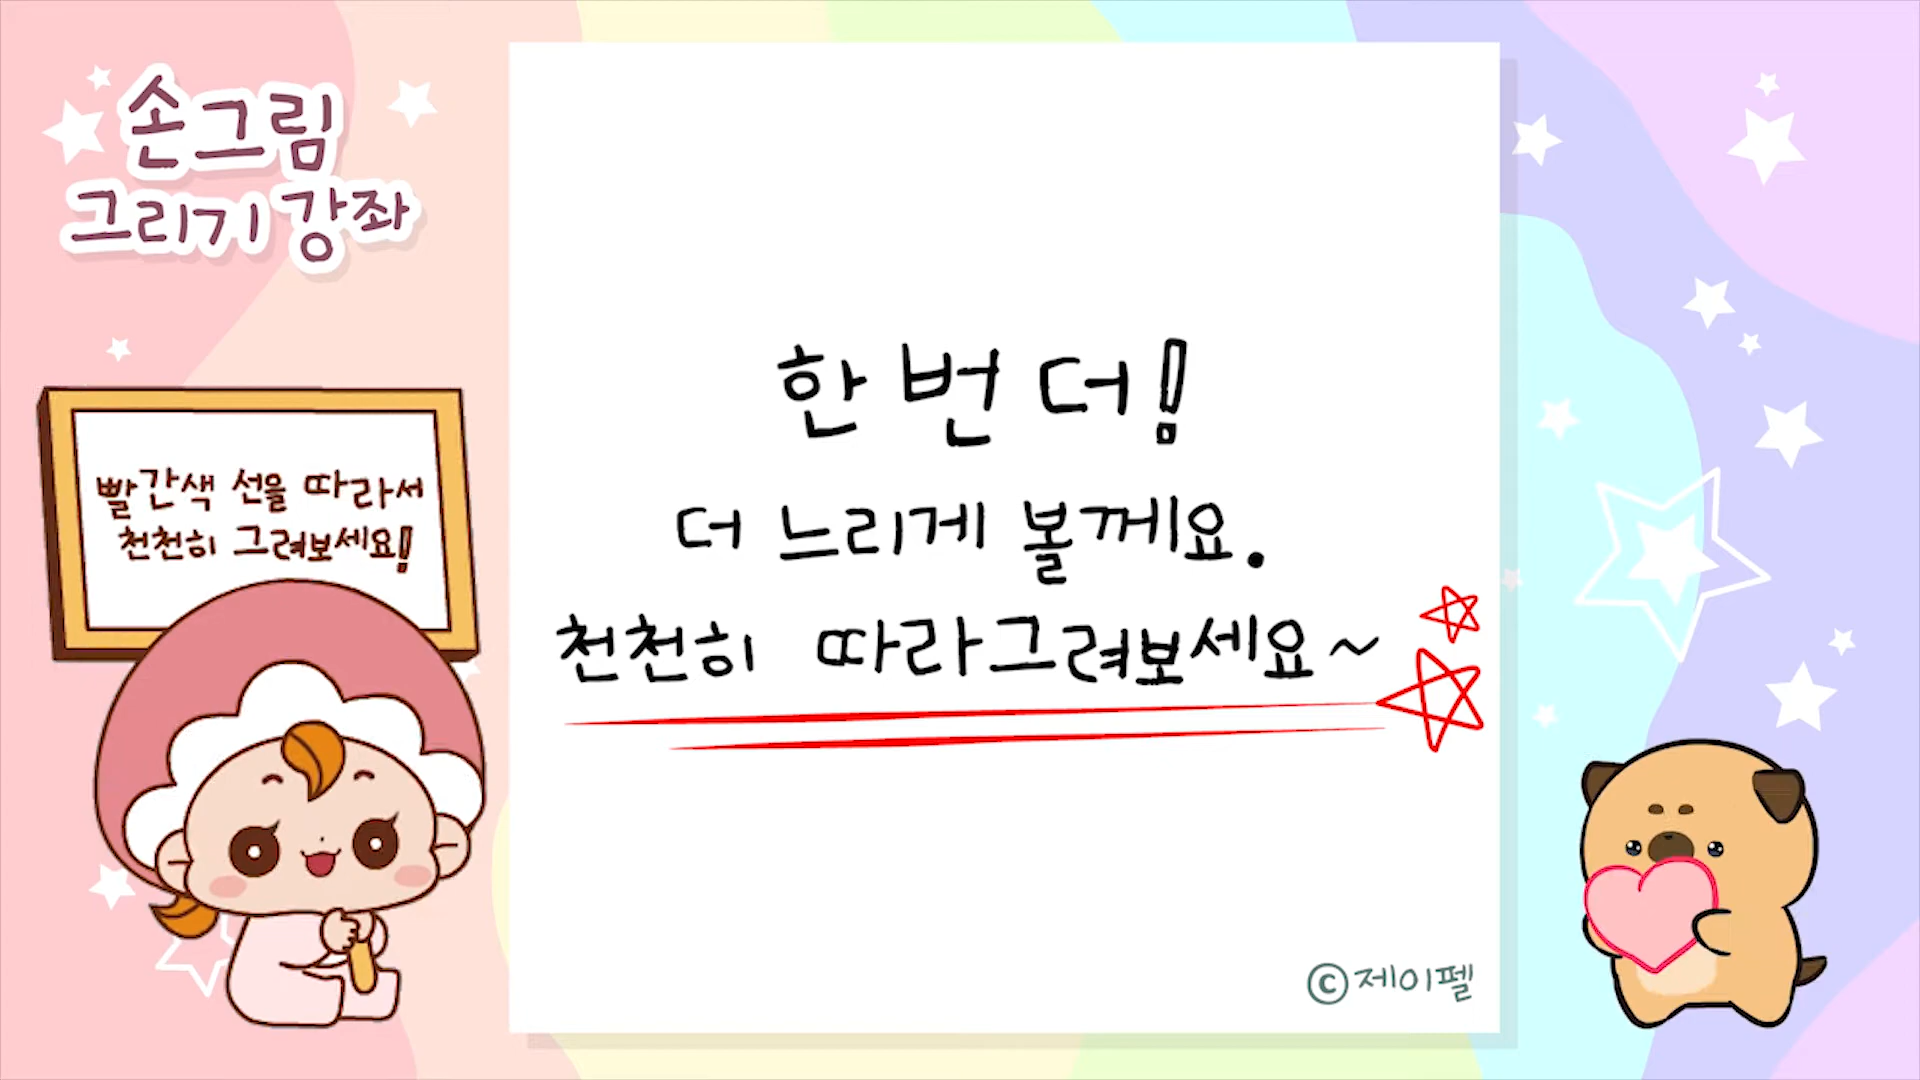 손그림
그리기 강좌
빨간색 선을 따라서
천천히 그려보세요!
한 번 더!
더 느리게 볼께요.
천천히 따라그려보세요~
©제이펠